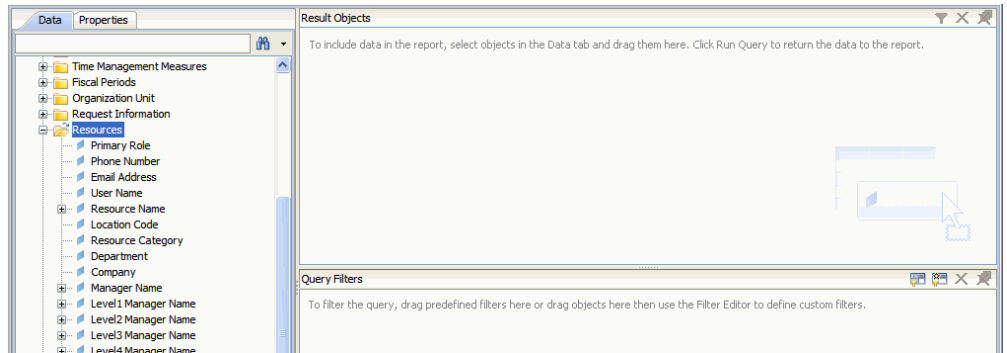 Data Properties
Time Management Measures
Fiscal Periods
Organization Unit
Request Information
Resources
Primary Role
Phone Number
Email Address
User Name
Resource Name
Location Code
Resource Category
Department
Company
Manager Name
Level1 Manager Name
Level2 Manager Name
Level3 Manager Name
Level4 Manager Name
Result Objects
To include data in the report, select objects in the Data tab and drag them here. Click Run Query to return the data to the report.
Query Filters
To filter the query, drag predefined filters here or drag objects here then use the Filter Editor to define custom filters.